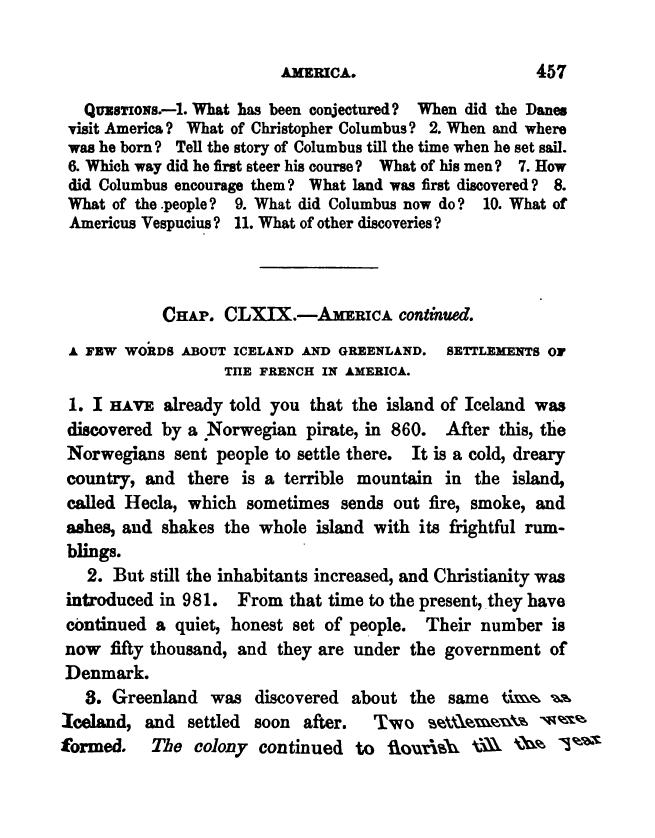 AMERICA. 457
QUESTIONS.—1. What has been conjectured? When did the Danes
visit America? What of Christopher Columbus? 2. When and where
was he born? Tell the story of Columbus till the time when he set sail.
6. Which way did he first steer his course? What of his men? 7. How
did Columbus encourage them? What land was first discovered? 8.
What of the people? 9. What did Columbus now do? 10. What of
Americus Vespucius? 11. What of other discoveries?
CHAP. CLXIX.—AMERICA continued.
A FEW WORDS ABOUT ICELAND AND GREENLAND. SETTLEMENTS OF
THE FRENCH IN AMERICA.
1. I HAVE already told you that the island of Iceland was
discovered by a Norwegian pirate, in 860. After this, the
Norwegians sent people to settle there. It is a cold, dreary
country, and there is a terrible mountain in the island,
called Hecla, which sometimes sends out fire, smoke, and
ashes, and shakes the whole island with its frightful rum-
blings.
2. But still the inhabitants increased, and Christianity was
introduced in 981. From that time to the present, they have
continued a quiet, honest set of people. Their number is
now fifty thousand, and they are under the government of
Denmark.
3. Greenland was discovered about the same time as
Iceland, and settled soon after. Two settlements were
formed. The colony continued to flourish till the year